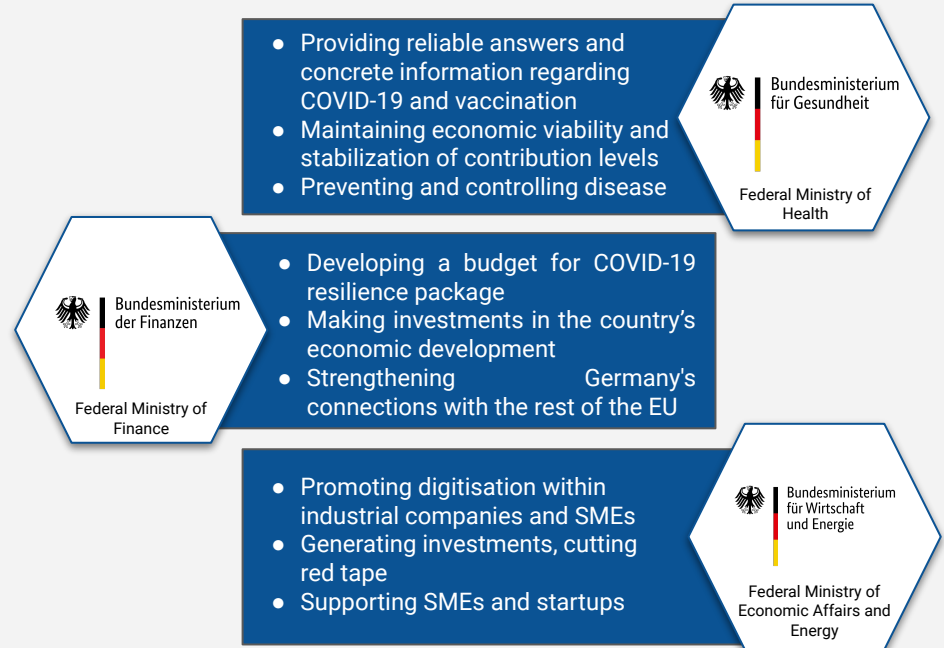 ● Providing reliable answers and
concrete information regarding
COVID-19 and vaccination
● Maintaining economic viability and
stabilization of contribution levels
● Preventing and controlling disease
Bundesministerium
für Gesundheit
Federal Ministry of
Health
Bundesministerium
der Finanzen
Federal Ministry of
Finance
● Developing a budget for COVID-19
resilience package
● Making investments in the country’s
economic development
● Strengthening Germany's
connections with the rest of the EU
● Promoting digitisation within
industrial companies and SMEs
● Generating investments, cutting
red tape
● Supporting SMEs and startups
Bundesministerium
für Wirtschaft
und Energie
Federal Ministry of
Economic Affairs and
Energy